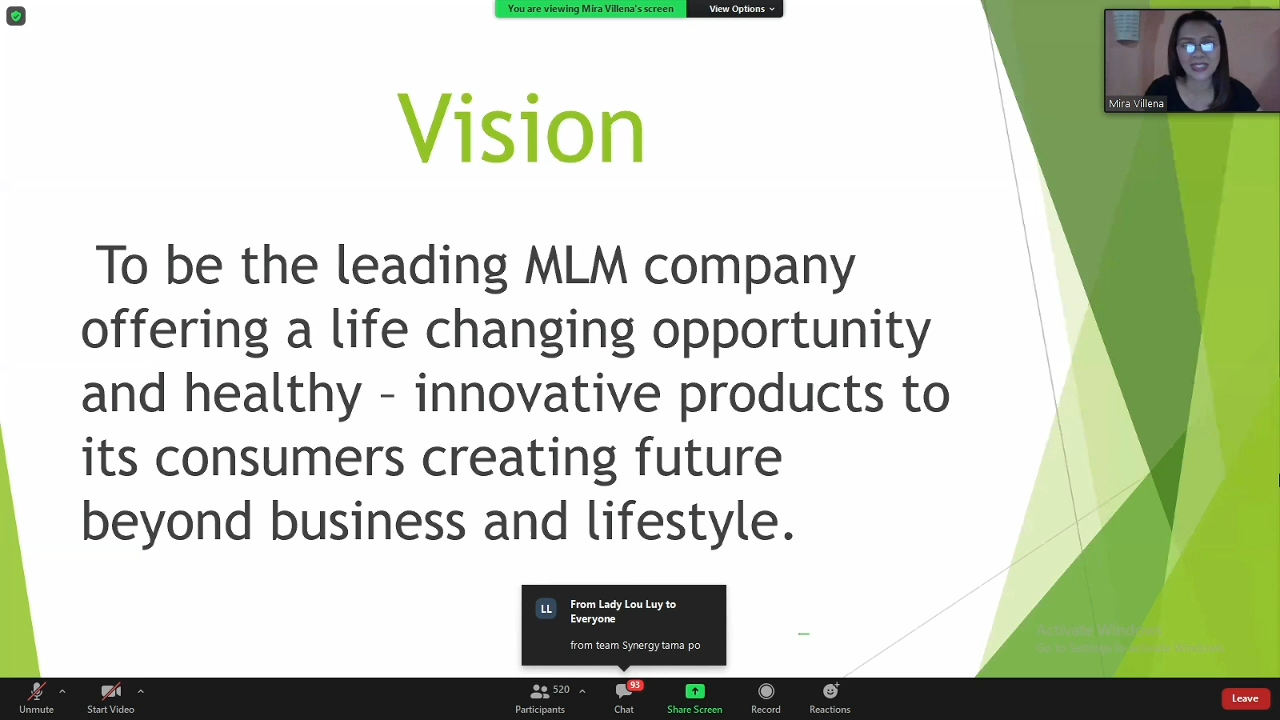 You are viewing Mira Villena's screen
View Options
Mira Villena
Vision
To be the leading MLM company
offering a life changing opportunity
and healthy – innovative products to
its consumers creating future
beyond business and lifestyle.
LL
From Lady Lou Luy to
Everyone
from team Synergy tama po
Activate Windows
Unmute
Start Video
520
Participants
93
Chat
Share Screen
Record
Reactions
Leave